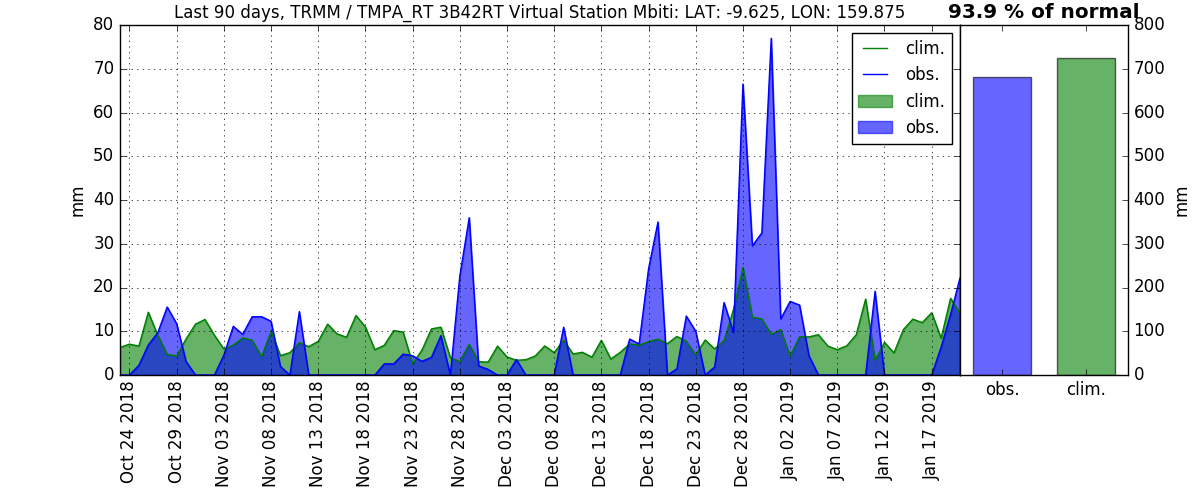 Last 90 days, TRMM / TMPA_RT 3B42RT Virtual Station Mbiti: LAT: -9.625, LON: 159.875
93.9 % of normal
80
70
60
50
40
30
20
10
0
mm
clim.
obs.
clim.
obs.
800
700
600
500
400
300
200
100
0
mm
obs.
clim.
Oct 24 2018
Oct 29 2018
Nov 03 2018
Nov 08 2018
Nov 13 2018
Nov 18 2018
Nov 23 2018
Nov 28 2018
Dec 03 2018
Dec 08 2018
Dec 13 2018
Dec 18 2018
Dec 23 2018
Dec 28 2018
Jan 02 2019
Jan 07 2019
Jan 12 2019
Jan 17 2019